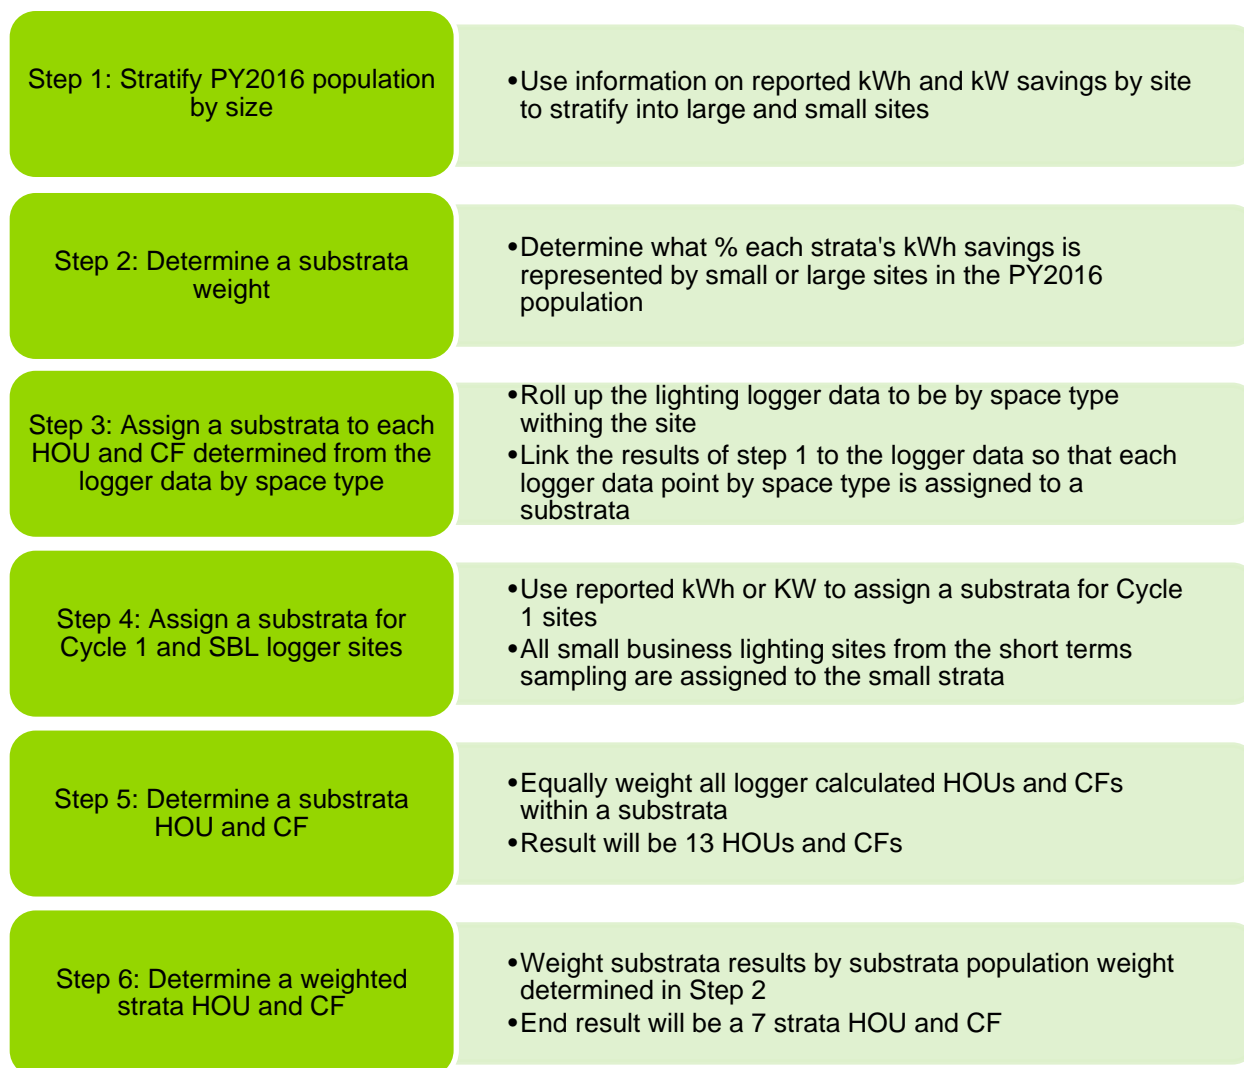 Step 1: Stratify PY2016 population
by size
•Use information on reported kWh and kW savings by site
to stratify into large and small sites
Step 2: Determine a substrata
weight
•Determine what % each strata's kWh savings is
represented by small or large sites in the PY2016
population
Step 3: Assign a substrata to each
HOU and CF determined from the
logger data by space type
•Roll up the lighting logger data to be by space type
withing the site
•Link the results of step 1 to the logger data so that each
logger data point by space type is assigned to a
substrata
Step 4: Assign a substrata for
Cycle 1 and SBL logger sites
•Use reported kWh or KW to assign a substrata for Cycle
1 sites
•All small business lighting sites from the short terms
sampling are assigned to the small strata
Step 5: Determine a substrata
HOU and CF
•Equally weight all logger calculated HOUs and CFs
within a substrata
•Result will be 13 HOUs and CFs
Step 6: Determine a weighted
strata HOU and CF
•Weight substrata results by substrata population weight
determined in Step 2
•End result will be a 7 strata HOU and CF